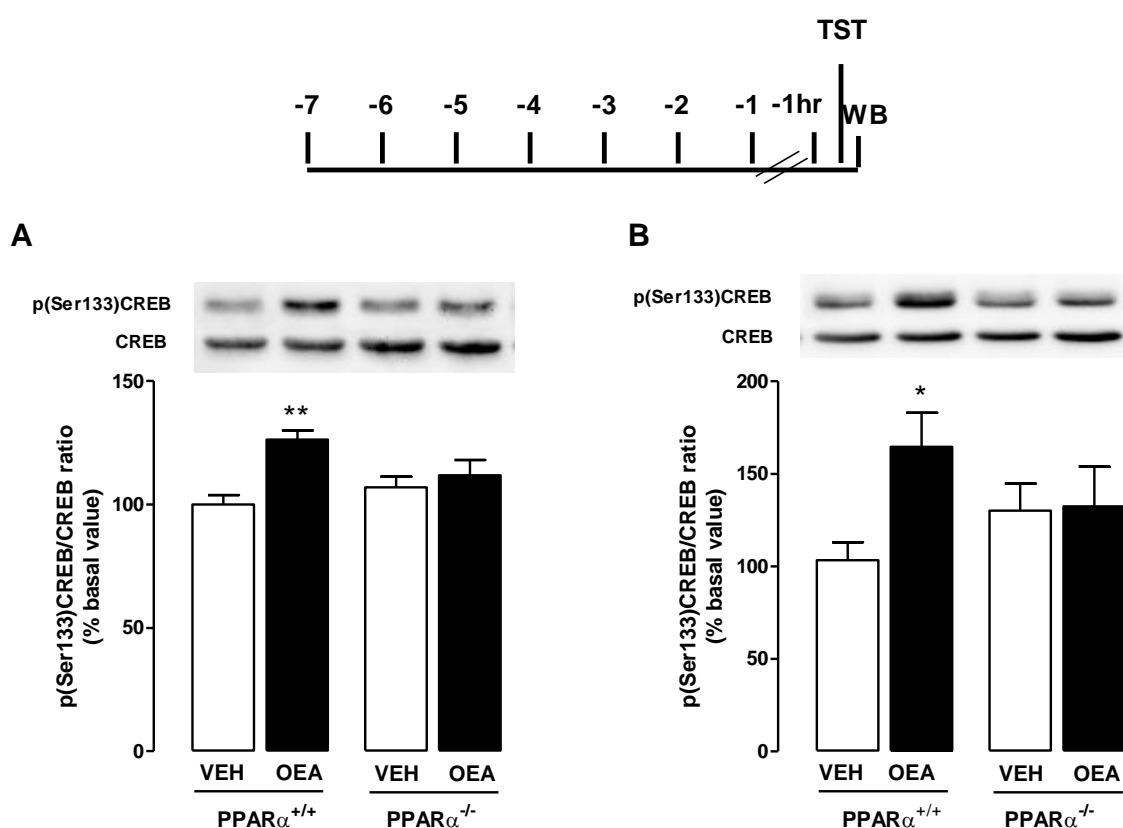 TST
-7 -6 -5 -4 -3 -2 -1 -1hr
WB
A
p(Ser133)CREB
CREB
p(Ser133)CREB/CREB ratio
(% basal value)
150
100
50
0
**
VEH OEA VEH OEA
PPARα+/+ PPARα-/-
B
p(Ser133)CREB
CREB
p(Ser133)CREB/CREB ratio
(% basal value)
200
150
100
50
0
*
VEH OEA VEH OEA
PPARα+/+ PPARα-/-